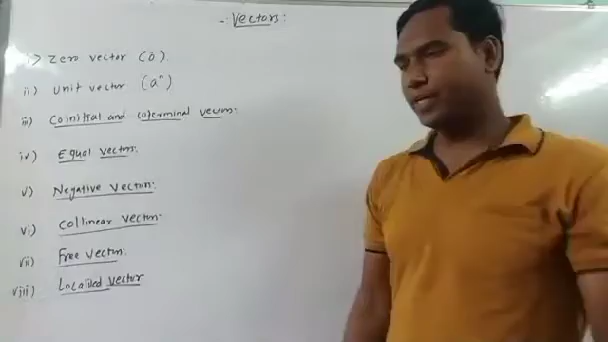 -: Vectors:
i> Zero vector (0̄).
ii) Unit vector (a^)
iii) Coinitial and coterminal vectors:
iv) Equal vectors.
v) Negative vectors:
vi) Collinear vectors:
vii) Free vectors.
viii) Localised vector